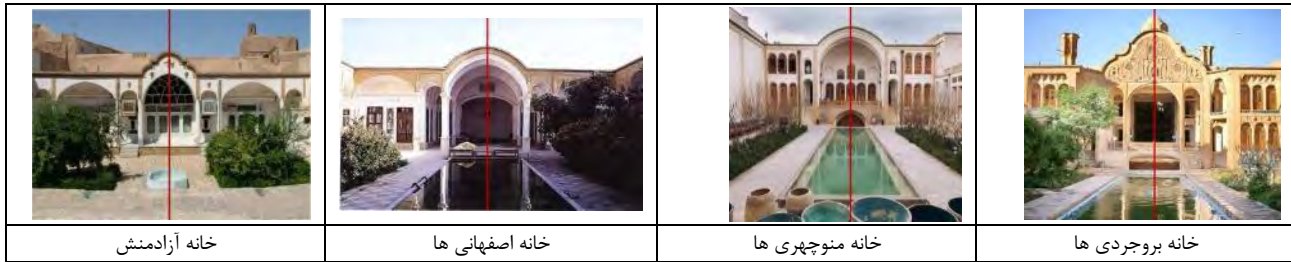 خانه بروجردی ها
خانه منوچهری ها
خانه اصفهانی ها
خانه آزادمنش